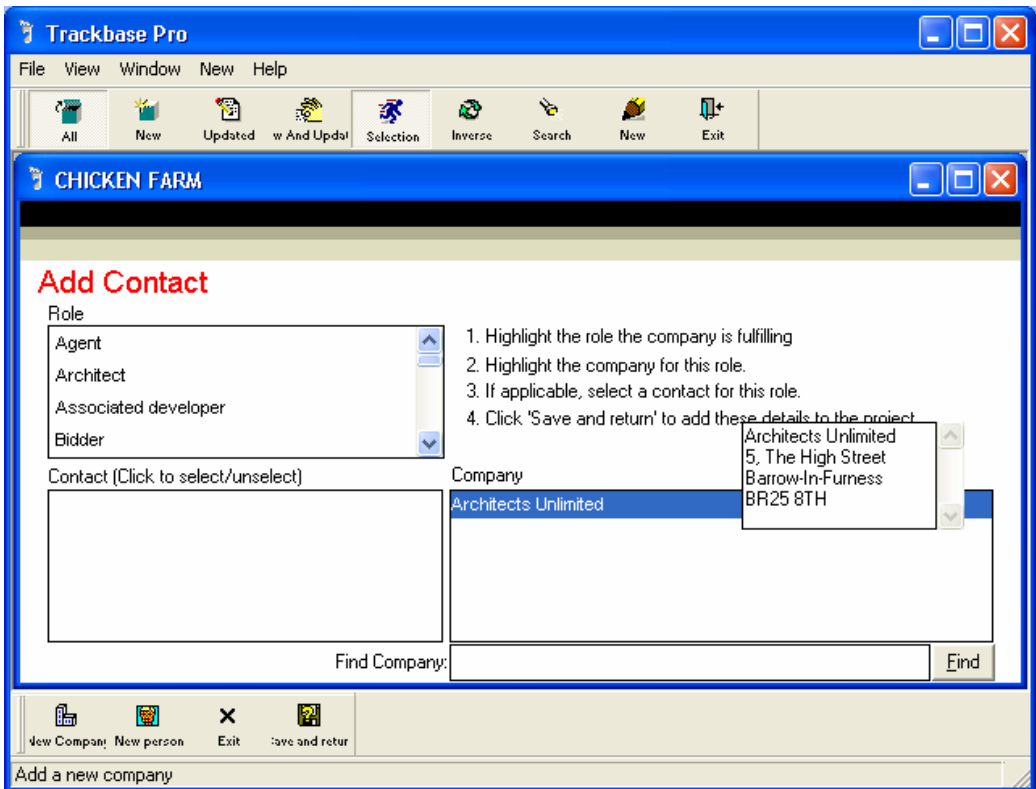 Trackbase Pro
File View Window New Help
All New Updated w And Updat Selection Inverse Search New Exit
CHICKEN FARM
Add Contact
Role
Agent
Architect
Associated developer
Bidder
1. Highlight the role the company is fulfilling
2. Highlight the company for this role.
3. If applicable, select a contact for this role.
4. Click 'Save and return' to add these details to the project
Architects Unlimited
5, The High Street
Barrow-In-Furness
BR25 8TH
Contact (Click to select/unselect)
Company
Architects Unlimited
Find Company:
Find
New Company New person Exit Save and retur
Add a new company